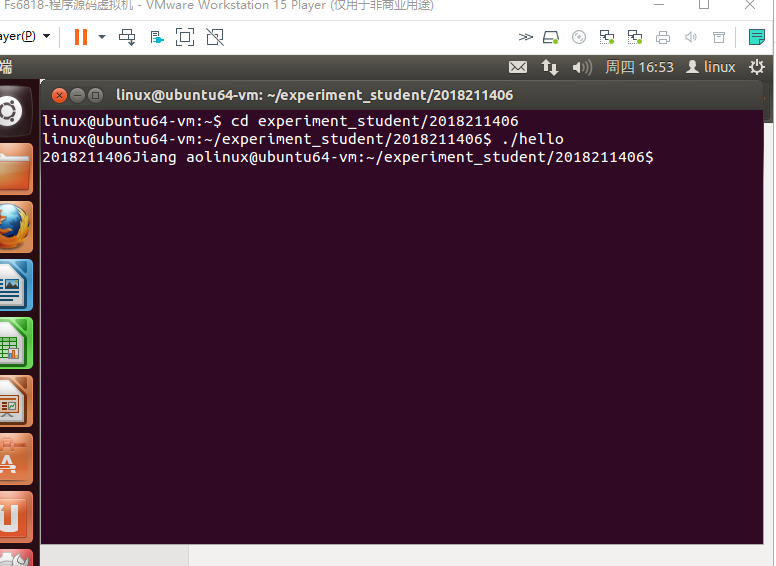 Fs6818-程序源码虚拟机 - VMware Workstation 15 Player (仅用于非商业用途)
ayer(P)
端
周四 16:53
linux
linux@ubuntu64-vm: ~/experiment_student/2018211406
linux@ubuntu64-vm:~$ cd experiment_student/2018211406
linux@ubuntu64-vm:~/experiment_student/2018211406$ ./hello
2018211406Jiang aolinux@ubuntu64-vm:~/experiment_student/2018211406$